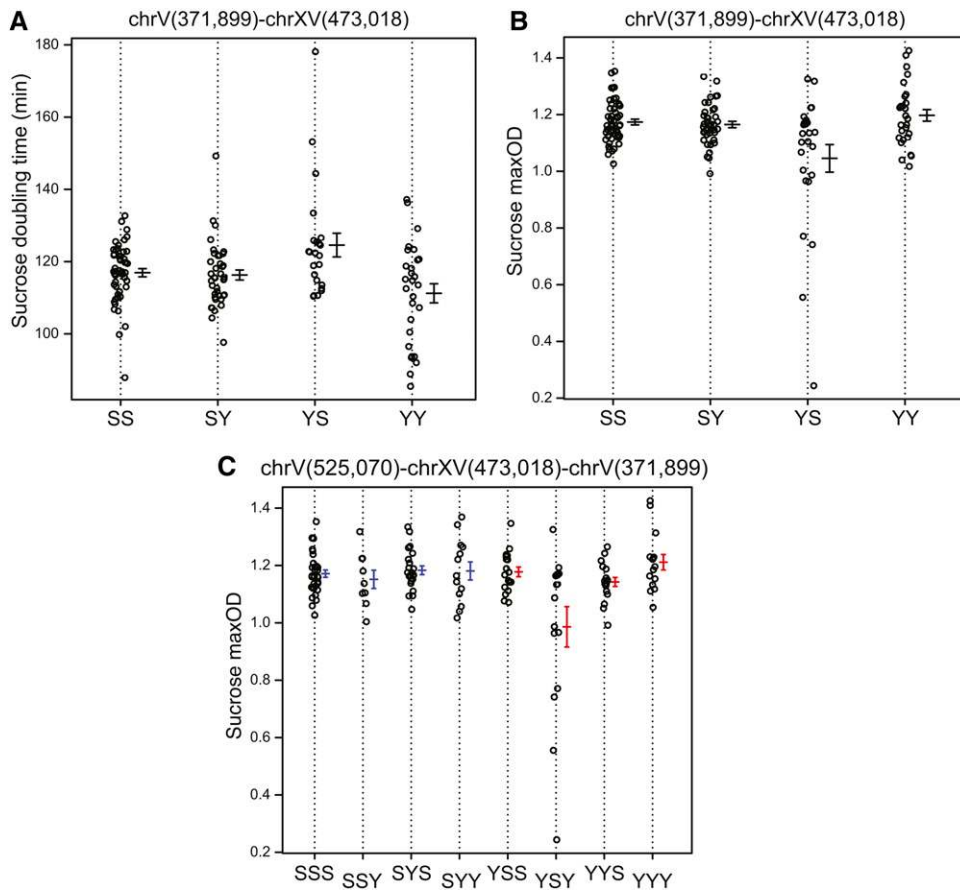 A
chrV(371,899)-chrXV(473,018)
Sucrose doubling time (min)
180
160
140
120
100
SS SY YS YY
B
chrV(371,899)-chrXV(473,018)
Sucrose maxOD
1.4
1.2
1.0
0.8
0.6
0.4
0.2
SS SY YS YY
C
chrV(525,070)-chrXV(473,018)-chrV(371,899)
Sucrose maxOD
1.4
1.2
1.0
0.8
0.6
0.4
0.2
SSS SSY SYS SYY YSS YSY YYS YYY